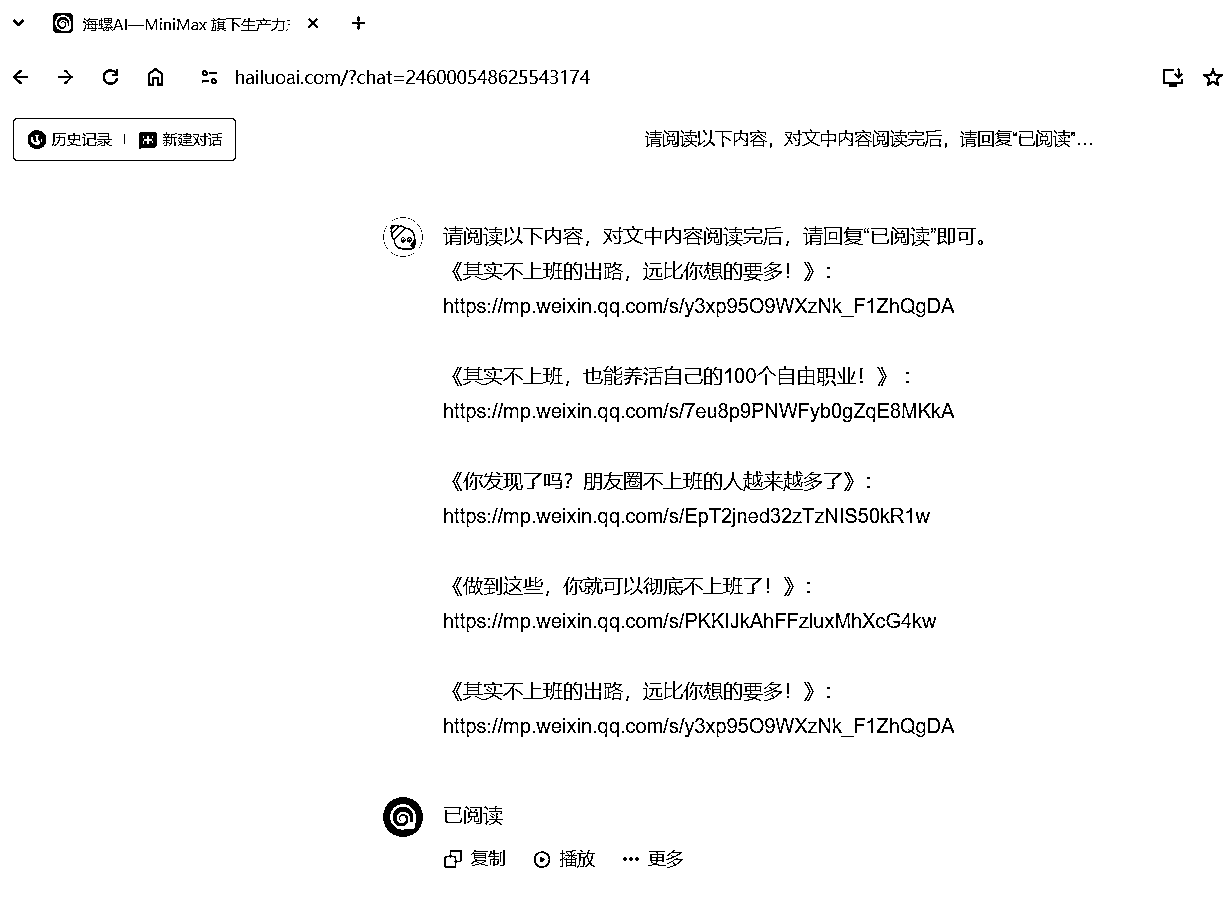 海螺AI—MiniMax 旗下生产力
hailuoai.com/?chat=246000548625543174
历史记录 新建对话
请阅读以下内容，对文中内容阅读完后，请回复“已阅读”...
请阅读以下内容，对文中内容阅读完后，请回复“已阅读”即可。
《其实不上班的出路，远比你想的要多！》：
https://mp.weixin.qq.com/s/y3xp95O9WXzNk_F1ZhQgDA
《其实不上班，也能养活自己的100个自由职业！》 ：
https://mp.weixin.qq.com/s/7eu8p9PNWFyb0gZqE8MKkA
《你发现了吗？朋友圈不上班的人越来越多了》：
https://mp.weixin.qq.com/s/EpT2jned32zTzNIS50kR1w
《做到这些，你就可以彻底不上班了！》：
https://mp.weixin.qq.com/s/PKKIJkAhFFzluxMhXcG4kw
《其实不上班的出路，远比你想的要多！》：
https://mp.weixin.qq.com/s/y3xp95O9WXzNk_F1ZhQgDA
已阅读
复制 播放 更多